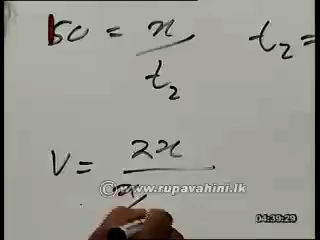 50 = x / t₂   t₂ =
V = 2x /
© www.rupavahini.lk
04:39:29